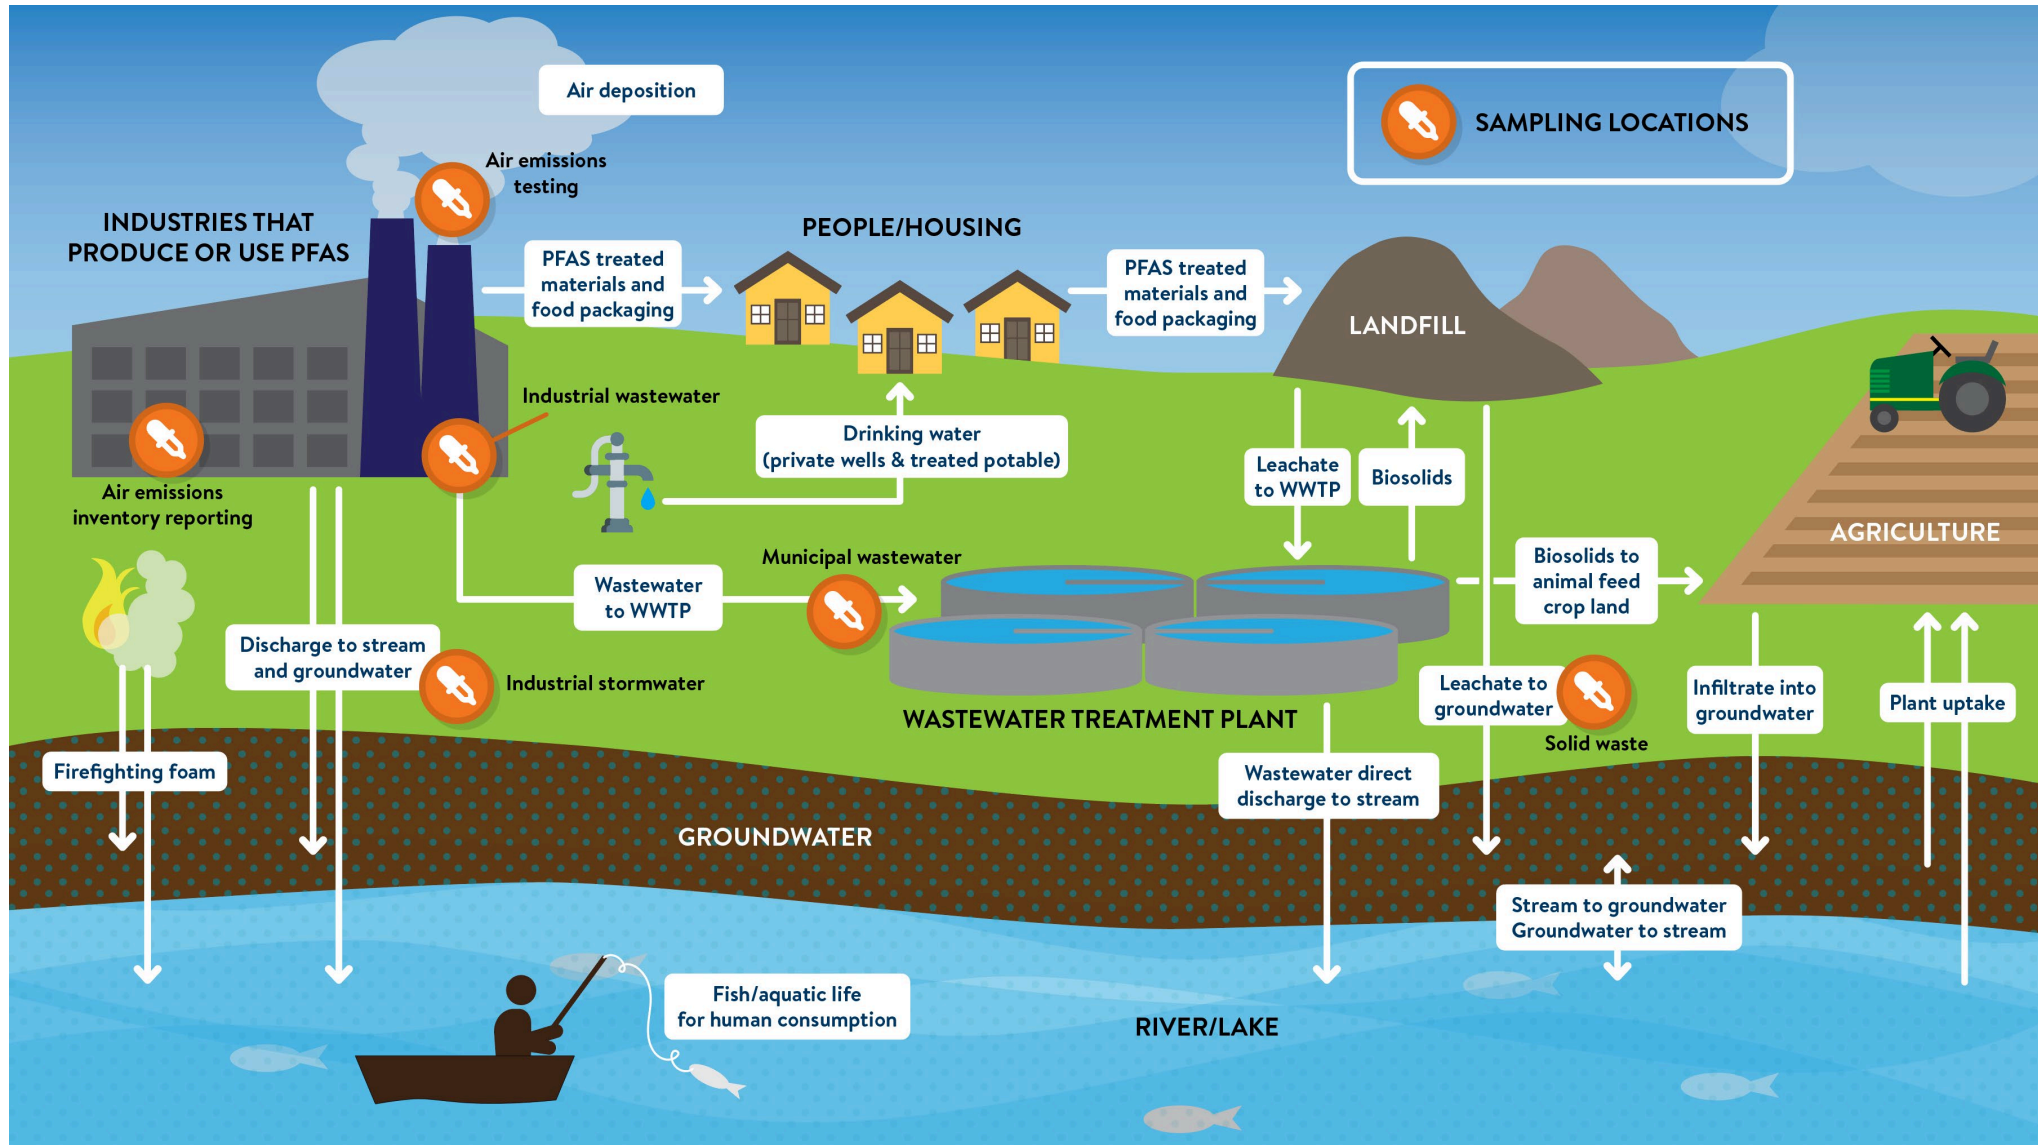 Air deposition
SAMPLING LOCATIONS
Air emissions
testing
INDUSTRIES THAT
PRODUCE OR USE PFAS
PEOPLE/HOUSING
PFAS treated
materials and
food packaging
PFAS treated
materials and
food packaging
LANDFILL
Industrial wastewater
Drinking water
(private wells & treated potable)
Leachate
to WWTP
Biosolids
Air emissions
inventory reporting
AGRICULTURE
Municipal wastewater
Wastewater
to WWTP
Biosolids to
animal feed
crop land
Discharge to stream
and groundwater
Industrial stormwater
WASTEWATER TREATMENT PLANT
Leachate to
groundwater
Solid waste
Infiltrate into
groundwater
Plant uptake
Firefighting foam
Wastewater direct
discharge to stream
GROUNDWATER
Stream to groundwater
Groundwater to stream
Fish/aquatic life
for human consumption
RIVER/LAKE